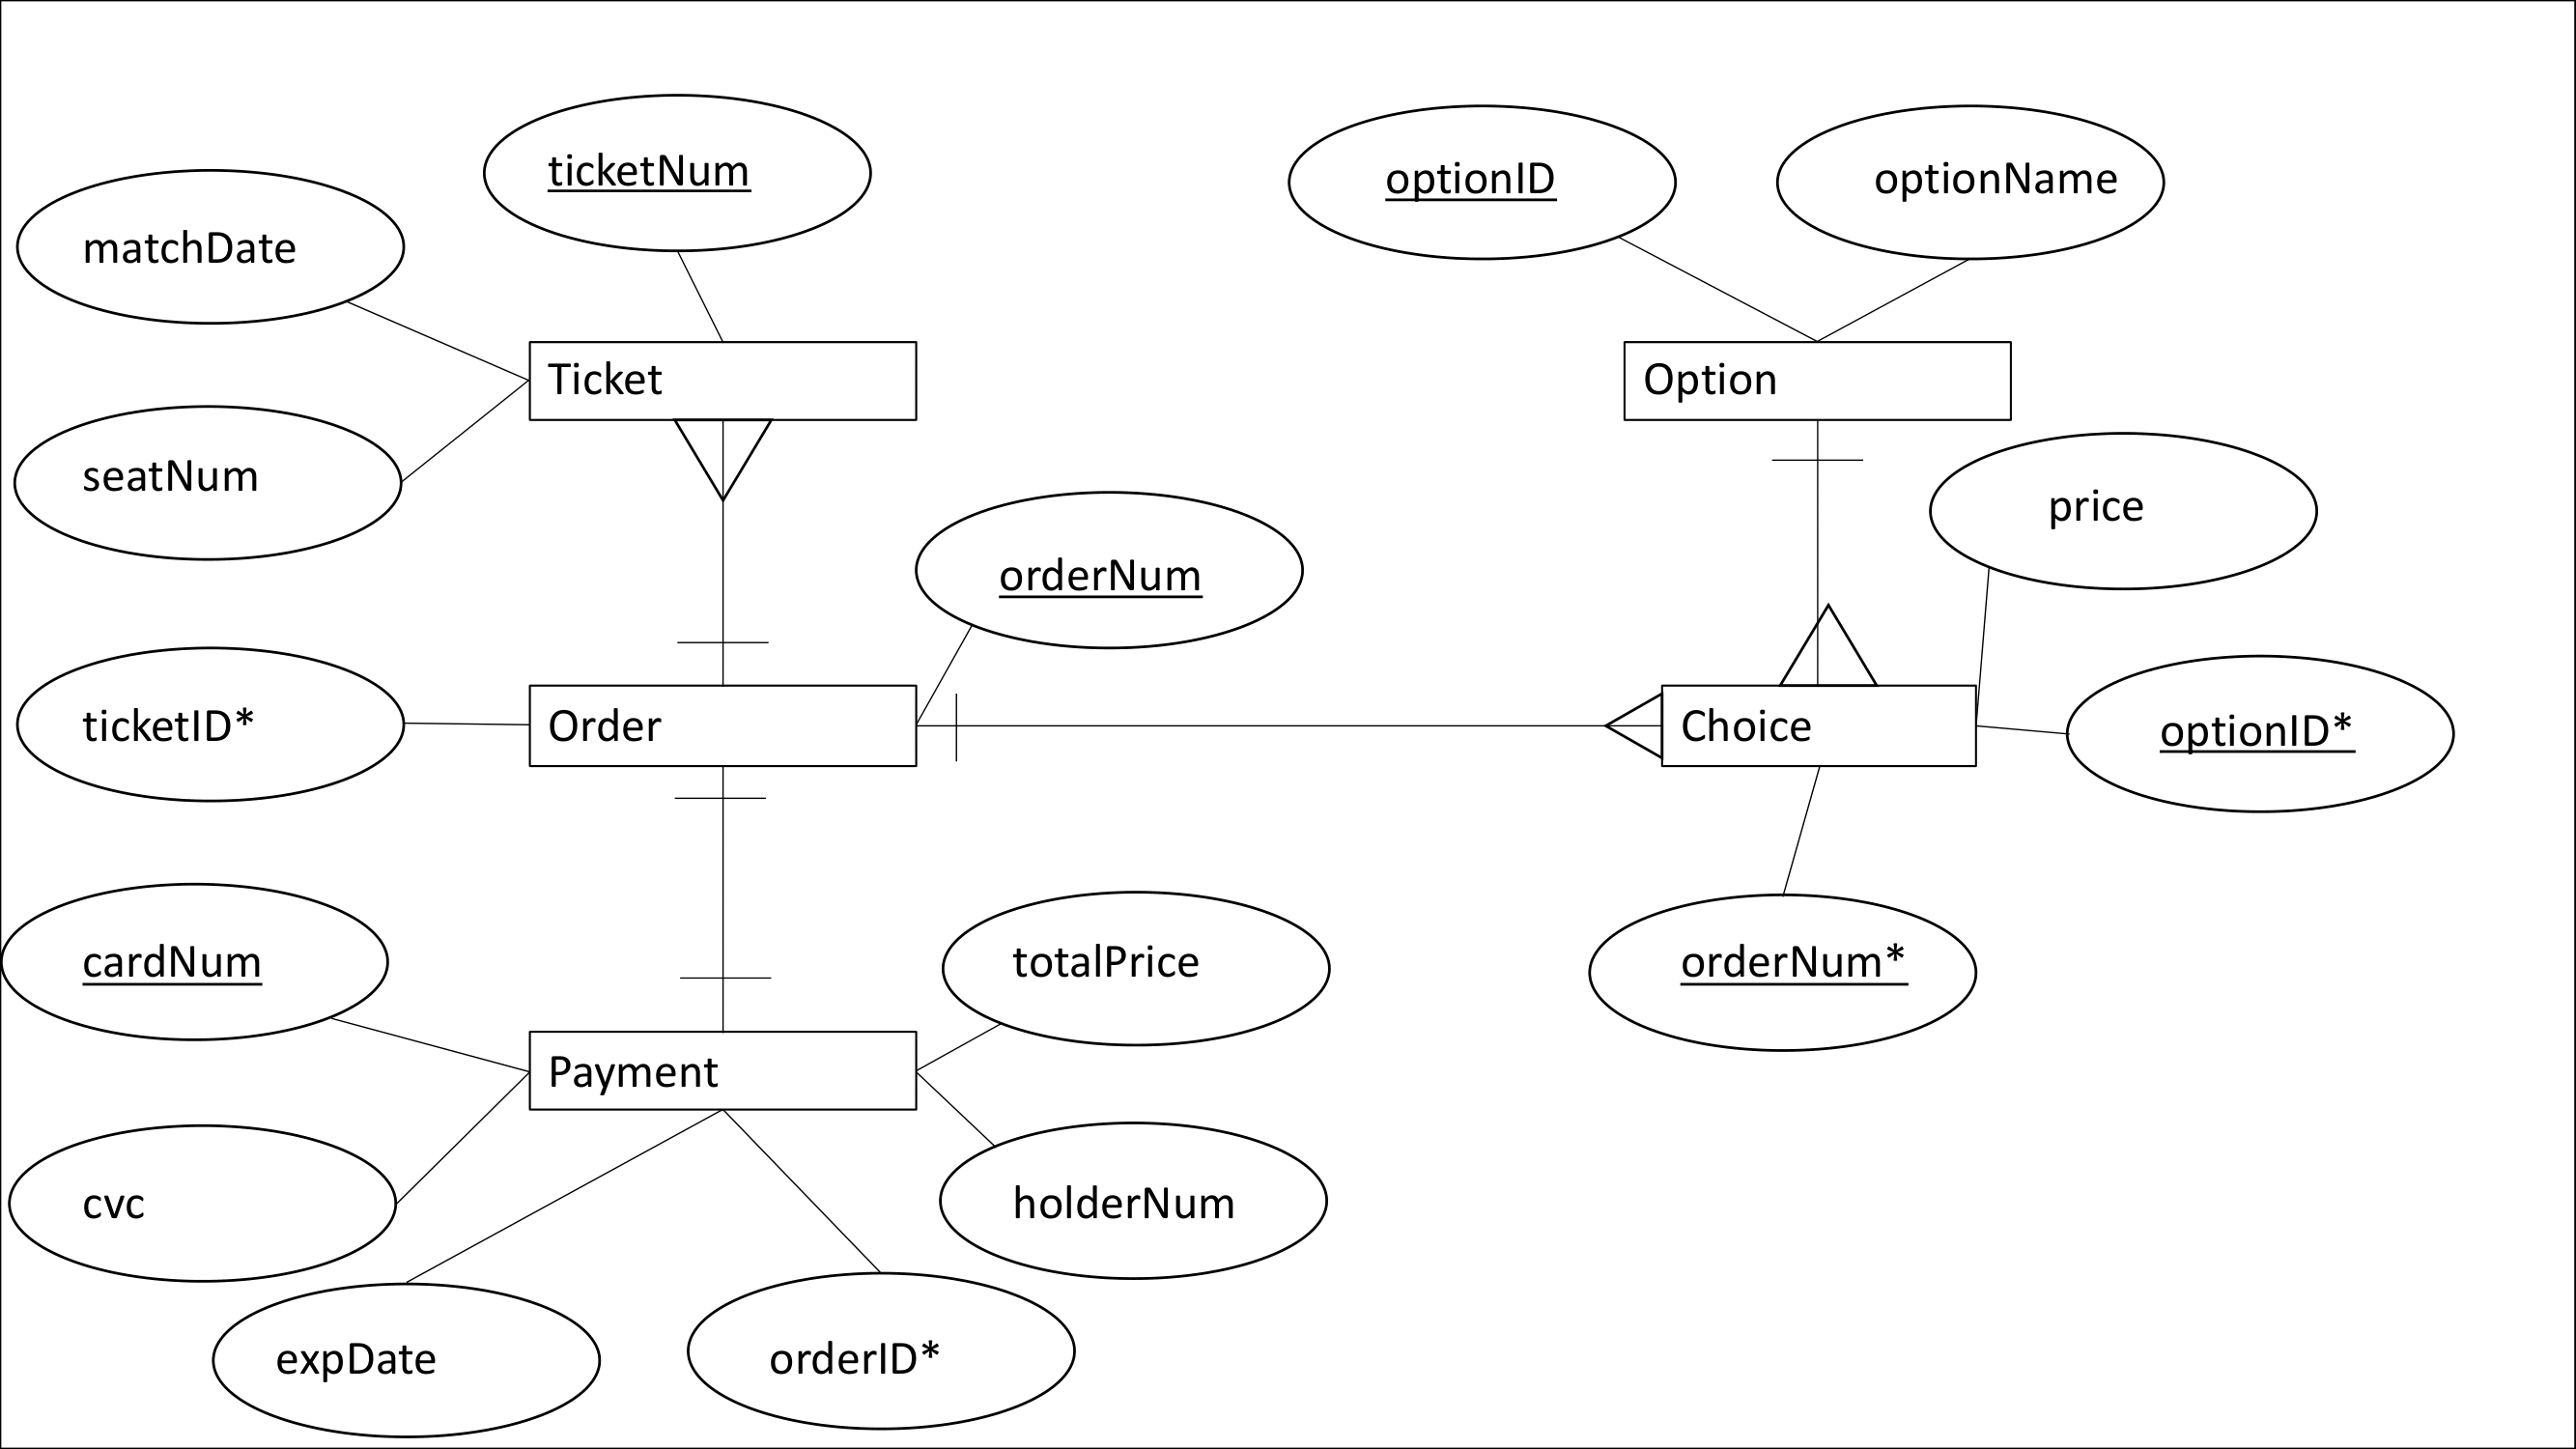 ticketNum
optionID
optionName
matchDate
Ticket
Option
seatNum
price
orderNum
ticketID*
Order
Choice
optionID*
cardNum
totalPrice
orderNum*
Payment
cvc
holderNum
expDate
orderID*